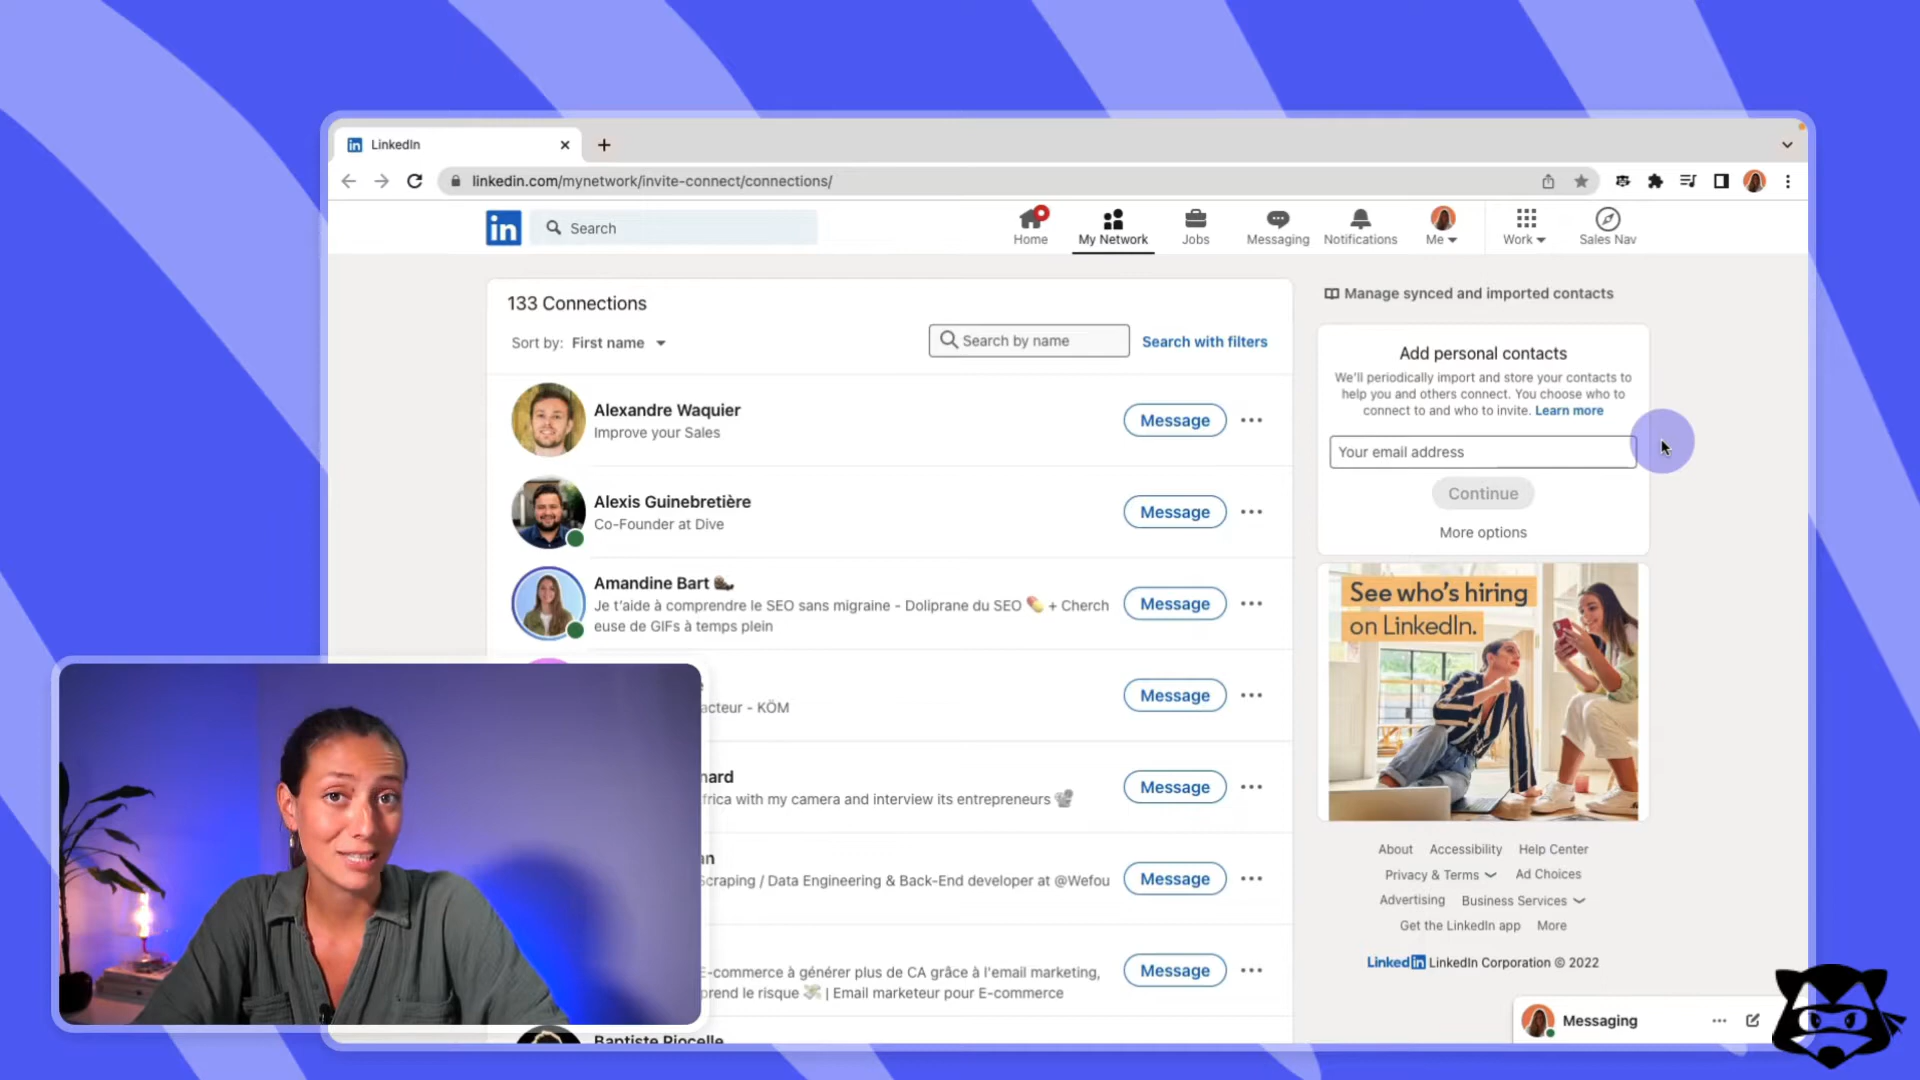 LinkedIn
linkedin.com/mynetwork/invite-connect/connections/
in
Search
Home
My Network
Jobs
Messaging
Notifications
Me
Work
Sales Nav
133 Connections
Sort by: First name
Search by name
Search with filters
Alexandre Waquier
Improve your Sales
Message
Alexis Guinebretière
Co-Founder at Dive
Message
Amandine Bart
Je t'aide à comprendre le SEO sans migraine - Doliprane du SEO 💊 + Cherch
euse de GIFs à temps plein
Message
acteur - KÖM
Message
nard
frica with my camera and interview its entrepreneurs 📽
Message
an
Scraping / Data Engineering & Back-End developer at @Wefou
Message
E-commerce à générer plus de CA grâce à l'email marketing,
prend le risque 💸 | Email marketeur pour E-commerce
Message
Baptiste Piocelle
Manage synced and imported contacts
Add personal contacts
We'll periodically import and store your contacts to
help you and others connect. You choose who to
connect to and who to invite. Learn more
Your email address
Continue
More options
See who's hiring
on LinkedIn.
About Accessibility Help Center
Privacy & Terms Ad Choices
Advertising Business Services
Get the LinkedIn app More
LinkedIn LinkedIn Corporation © 2022
Messaging